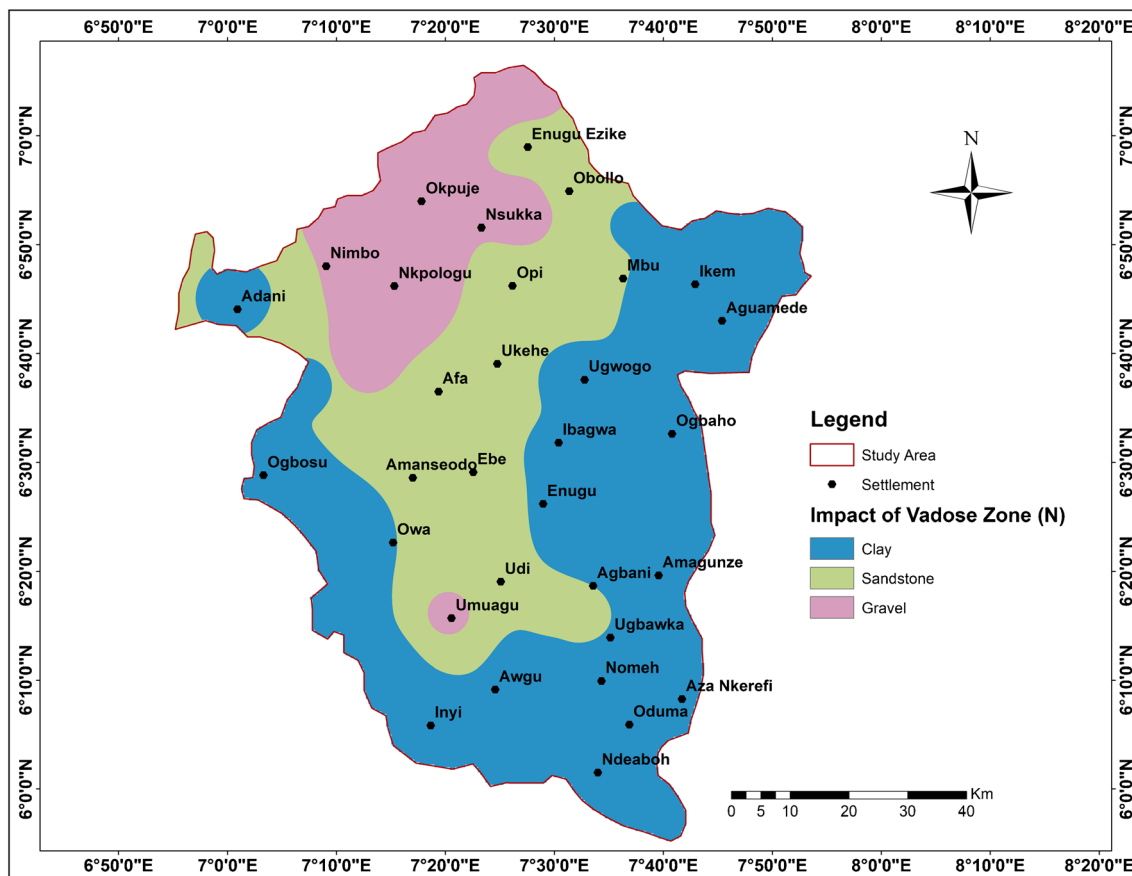 6°50'0"E 7°0'0"E 7°10'0"E 7°20'0"E 7°30'0"E 7°40'0"E 7°50'0"E 8°0'0"E 8°10'0"E 8°20'0"E
7°0'0"N
6°50'0"N
6°40'0"N
6°30'0"N
6°20'0"N
6°10'0"N
6°0'0"N
Enugu Ezike
Obollo
Okpuje
Nsukka
Nimbo
Nkpologu
Opi
Mbu
Ikem
Adani
Aguamede
Ukehe
Ugwogo
Afa
Ibagwa
Ogbaho
Ogbosu
Amanseodo
Ebe
Enugu
Owa
Udi
Agbani
Amagunze
Umuagu
Ugbawka
Awgu
Nomeh
Aza Nkerefi
Inyi
Oduma
Ndeaboh
N
Legend
Study Area
Settlement
Impact of Vadose Zone (N)
Clay
Sandstone
Gravel
Km
0 5 10 20 30 40
7°0'0"N
6°50'0"N
6°40'0"N
6°30'0"N
6°20'0"N
6°10'0"N
6°0'0"N
6°50'0"E 7°0'0"E 7°10'0"E 7°20'0"E 7°30'0"E 7°40'0"E 7°50'0"E 8°0'0"E 8°10'0"E 8°20'0"E